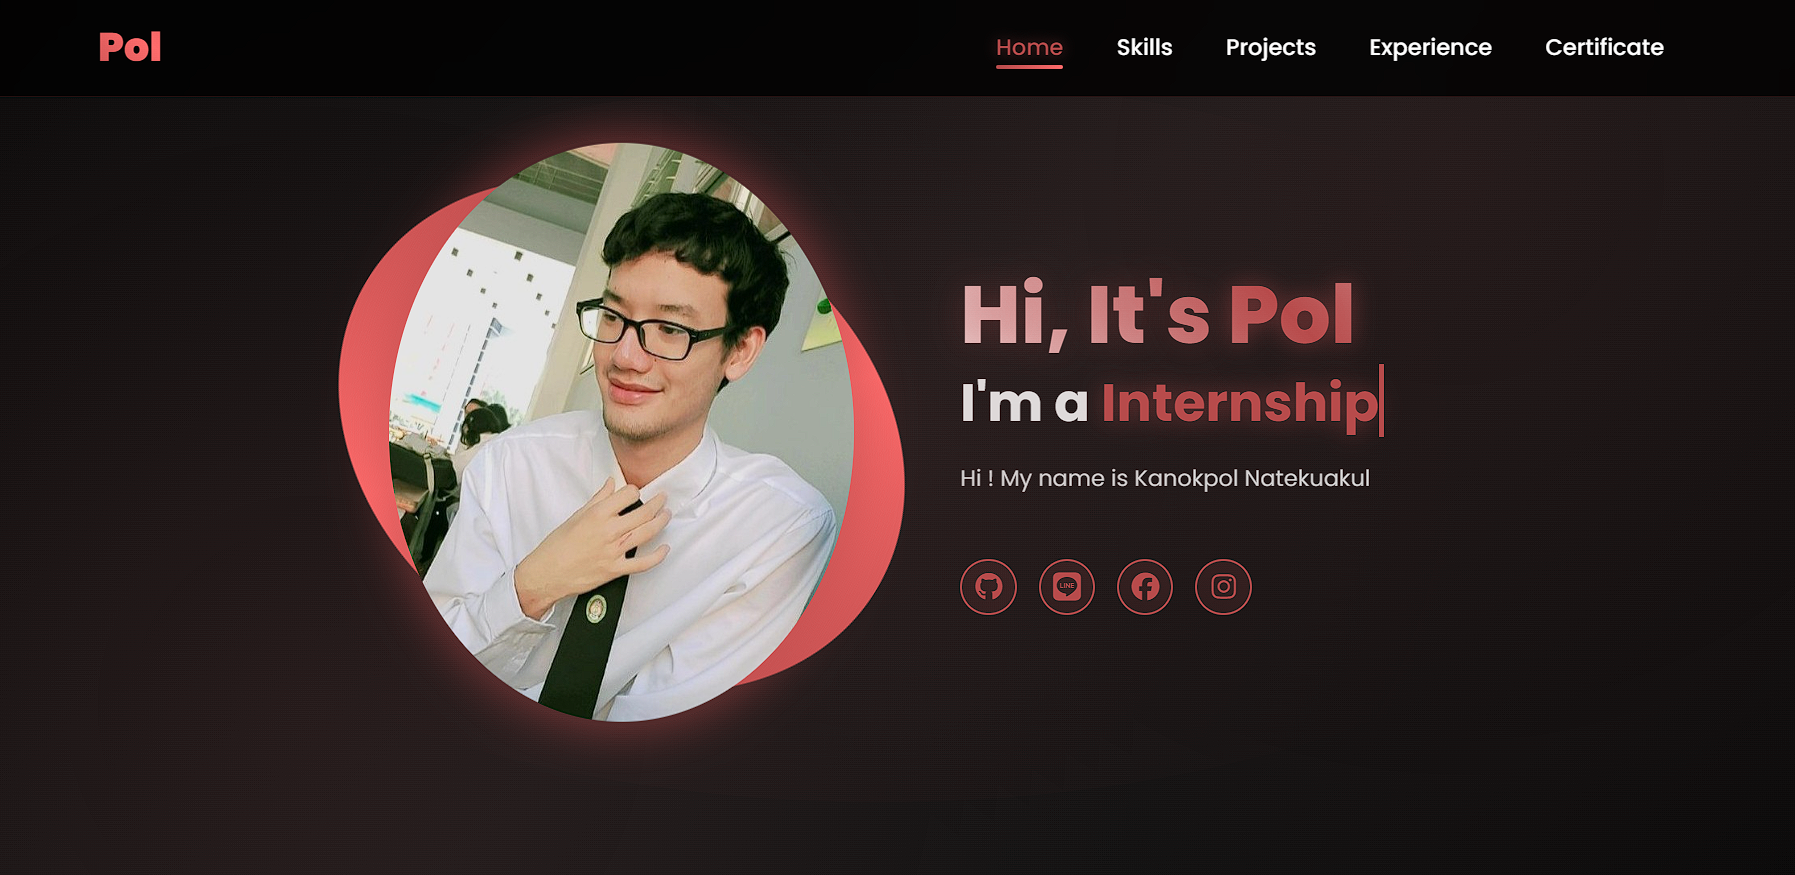 Pol
Home Skills Projects Experience Certificate
Hi, It's Pol
I'm a Internship
Hi ! My name is Kanokpol Natekuakul
LINE